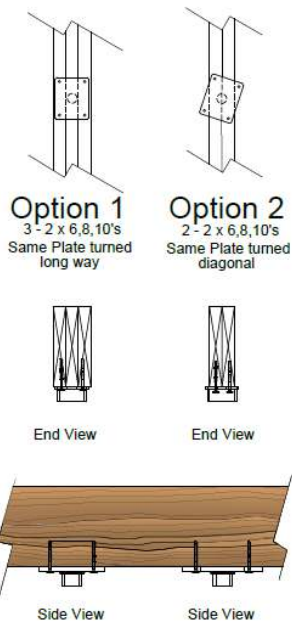 Option 1
3 - 2 x 6,8,10's
Same Plate turned
long way
Option 2
2 - 2 x 6,8,10's
Same Plate turned
diagonal
End View
End View
Side View
Side View